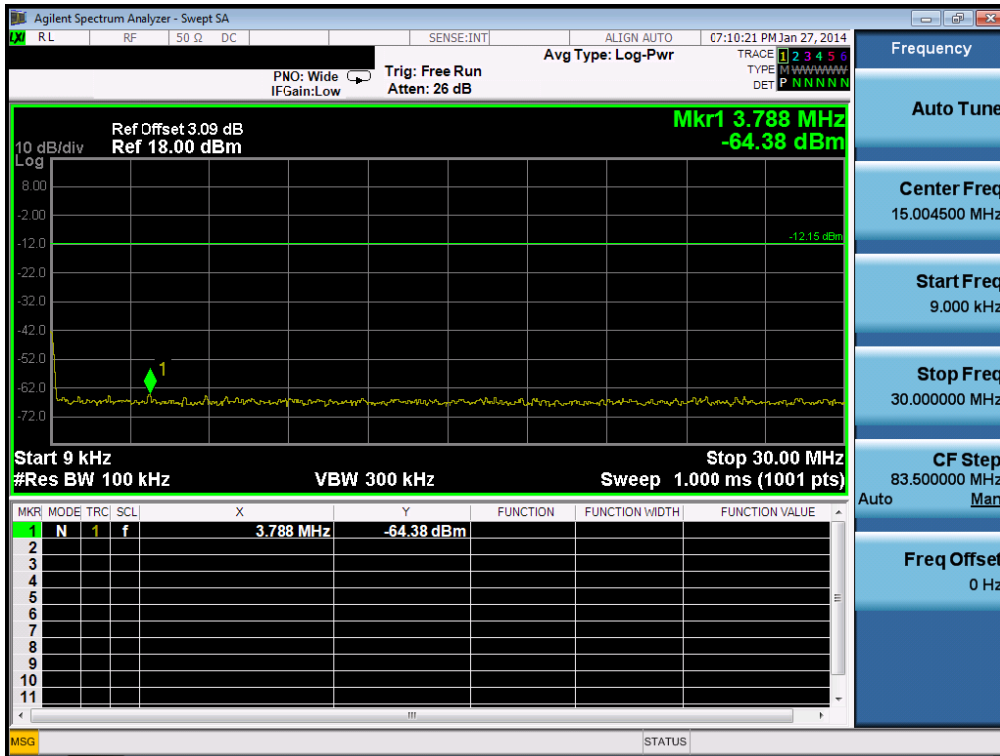 Agilent Spectrum Analyzer - Swept SA
LXI RL RF 50 Ω DC SENSE:INT ALIGN AUTO 07:10:21 PM Jan 27, 2014
Frequency
Avg Type: Log-Pwr TRACE 1 2 3 4 5 6
PNO: Wide Trig: Free Run TYPE M WWWWW
IFGain:Low Atten: 26 dB DET P N N N N N
Auto Tune
Mkr1 3.788 MHz
Ref Offset 3.09 dB
10 dB/div Ref 18.00 dBm -64.38 dBm
Log
8.00
-2.00
-12.0
-12.15 dBm
-22.0
-32.0
-42.0
-52.0
1
-62.0
-72.0
Start 9 kHz Stop 30.00 MHz
#Res BW 100 kHz VBW 300 kHz Sweep 1.000 ms (1001 pts)
Center Freq
15.004500 MHz
Start Freq
9.000 kHz
Stop Freq
30.000000 MHz
CF Step
83.500000 MHz
Auto Man
Freq Offset
0 Hz
MKR MODE TRC SCL X Y FUNCTION FUNCTION WIDTH FUNCTION VALUE
1 N 1 f 3.788 MHz -64.38 dBm
2
3
4
5
6
7
8
9
10
11
MSG STATUS